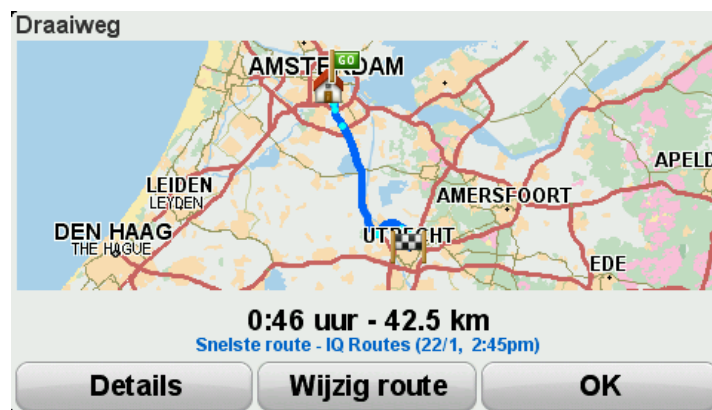 Draaiweg
GO
AMSTERDAM
APELD
LEIDEN
LEYDEN
AMERSFOORT
DEN HAAG
THE HAGUE
UTRECHT
EDE
0:46 uur - 42.5 km
Snelste route - IQ Routes (22/1, 2:45pm)
Details
Wijzig route
OK